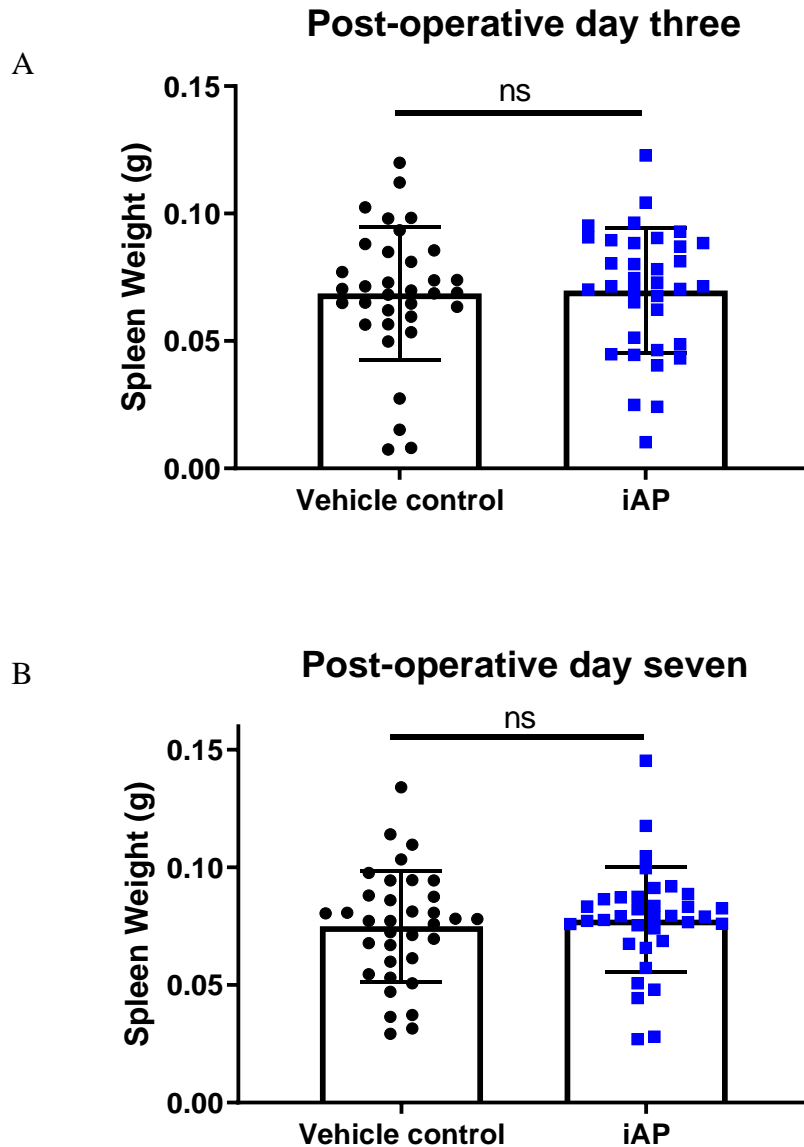 Post-operative day three
A
0.15
ns
0.10
Spleen Weight (g)
0.05
0.00
Vehicle control iAP
Post-operative day seven
B
ns
0.15
0.10
Spleen Weight (g)
0.05
0.00
Vehicle control iAP